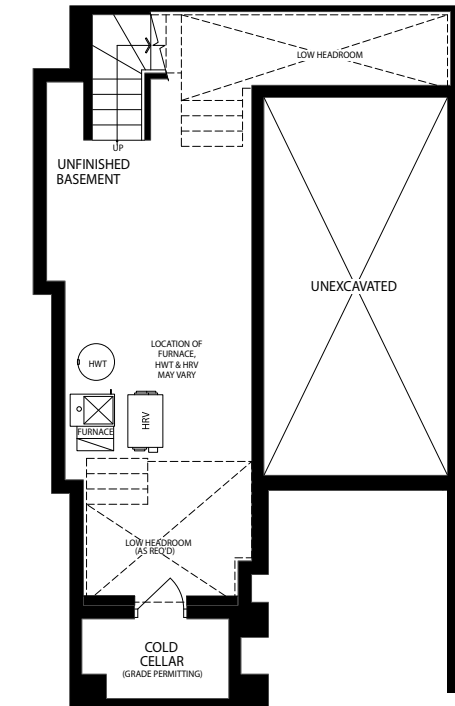 LOW HEADROOM
UP
UNFINISHED
BASEMENT
UNEXCAVATED
LOCATION OF
FURNACE,
HWT & HRV
MAY VARY
HWT
HRV
FURNACE
LOW HEADROOM
(AS REQ'D)
COLD
CELLAR
(GRADE PERMITTING)